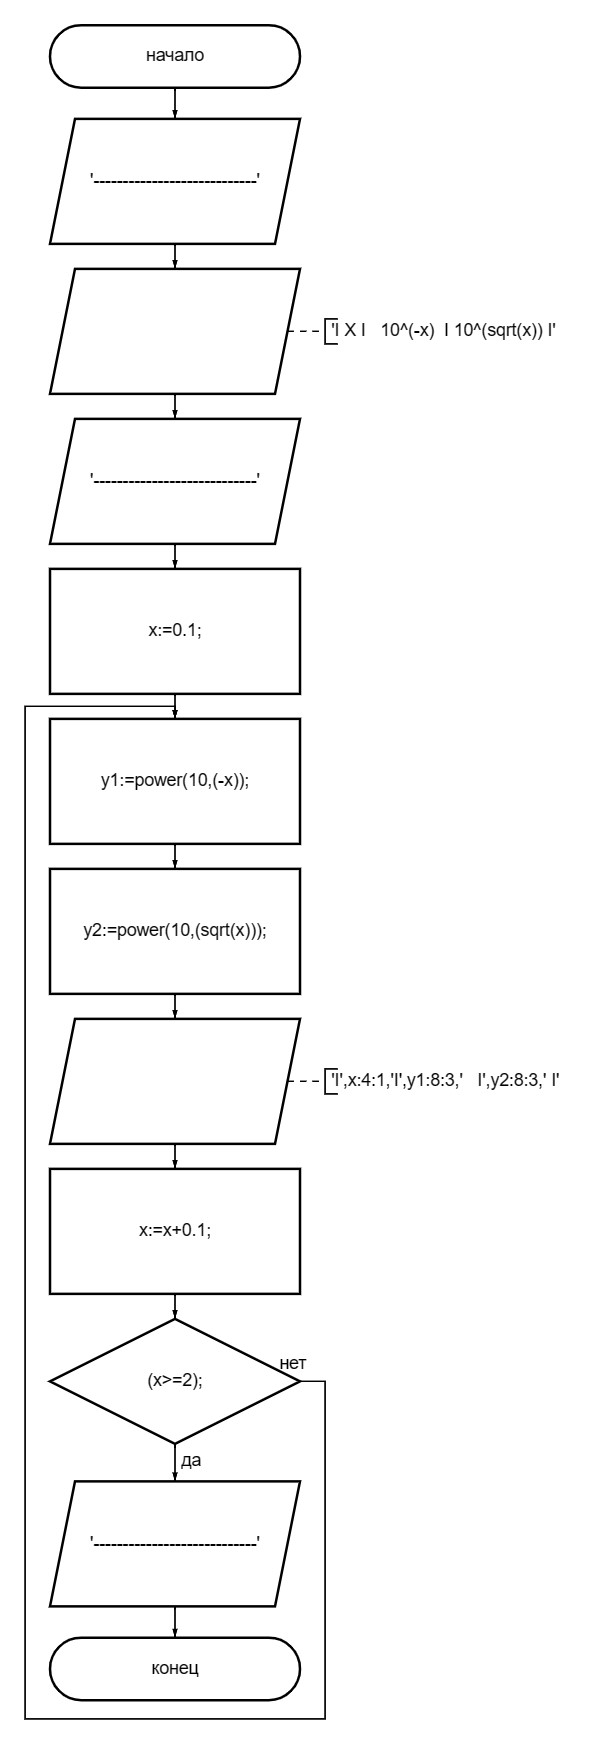 начало
'----------------------------'
'I X I   10^(-x)  I 10^(sqrt(x)) I'
'----------------------------'
x:=0.1;
y1:=power(10,(-x));
y2:=power(10,(sqrt(x)));
'I',x:4:1,'I',y1:8:3,'   I',y2:8:3,' I'
x:=x+0.1;
нет
(x>=2);
да
'----------------------------'
конец